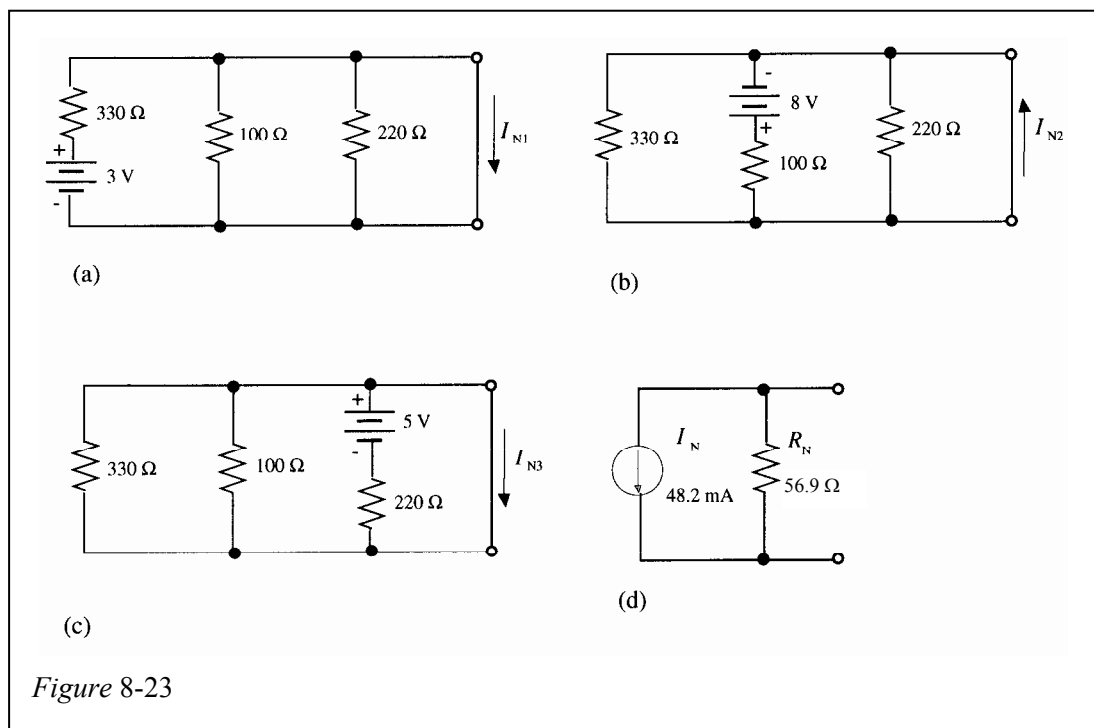 330 Ω
+
3 V
-
100 Ω
220 Ω
I N1
(a)
330 Ω
-
8 V
+
100 Ω
220 Ω
I N2
(b)
330 Ω
100 Ω
+
5 V
-
220 Ω
I N3
(c)
I N
48.2 mA
R N
56.9 Ω
(d)
Figure 8-23